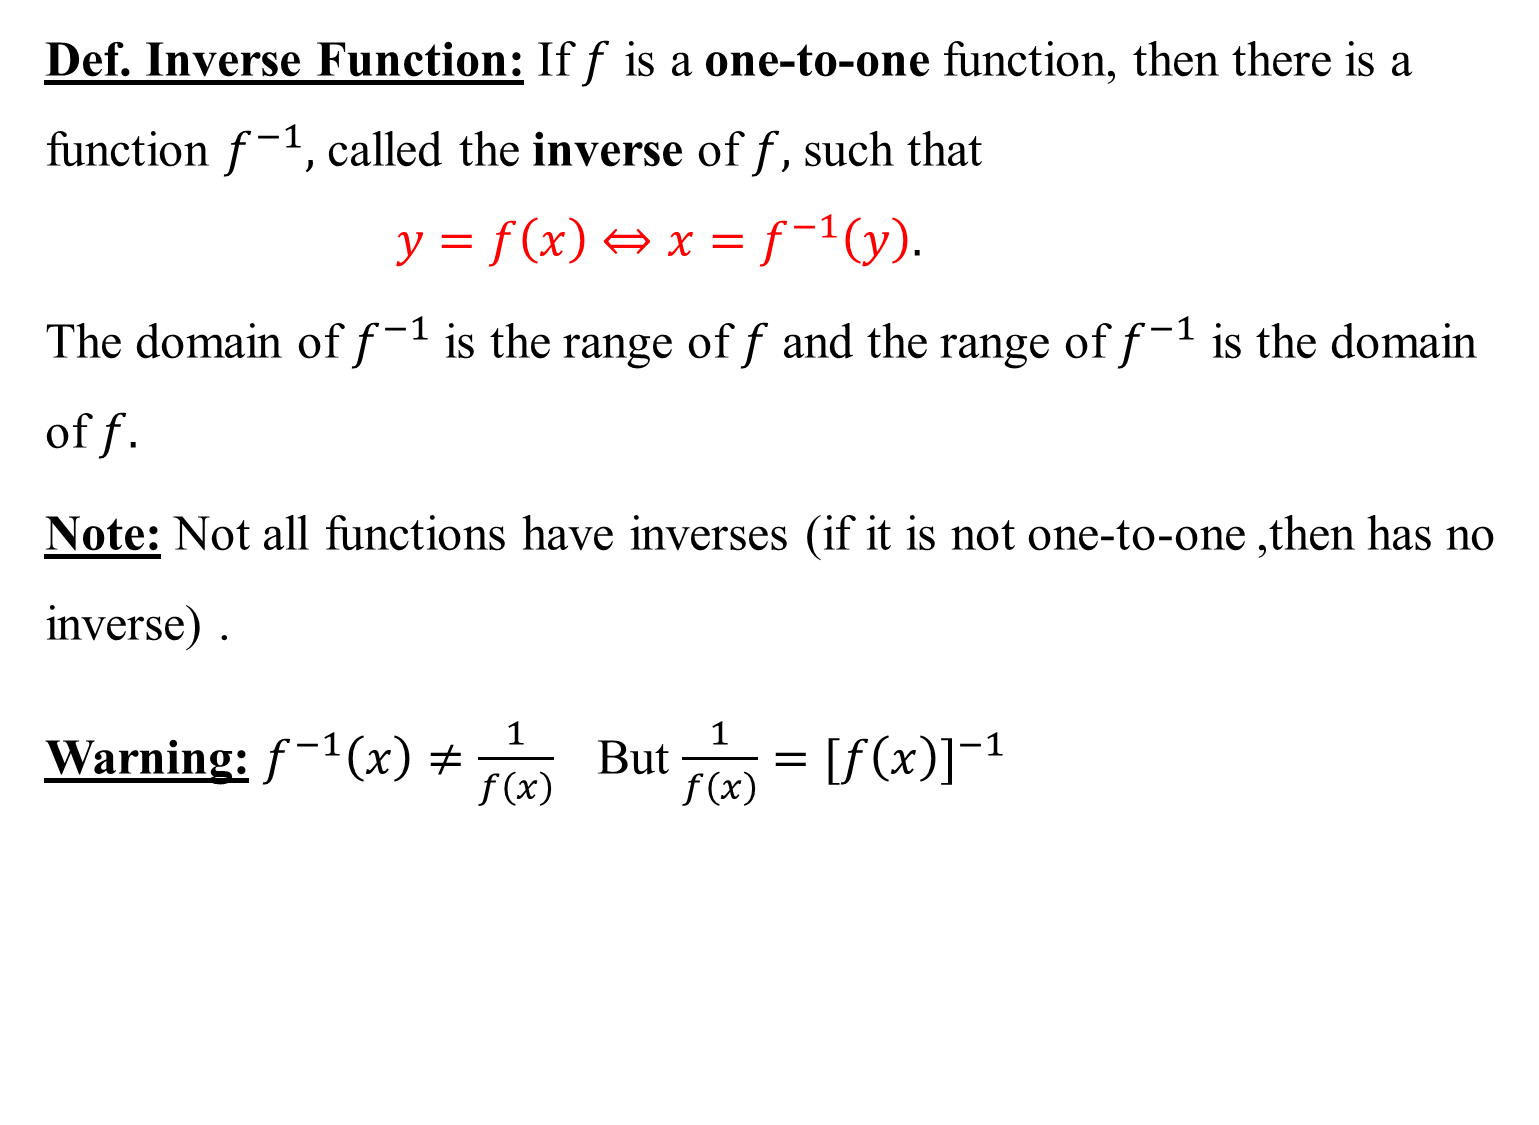 Def. Inverse Function: If f is a one-to-one function, then there is a
function f⁻¹, called the inverse of f, such that
y = f(x) ⇔ x = f⁻¹(y).
The domain of f⁻¹ is the range of f and the range of f⁻¹ is the domain
of f.
Note: Not all functions have inverses (if it is not one-to-one ,then has no
inverse) .
Warning: f⁻¹(x) ≠ 1/f(x) But 1/f(x) = [f(x)]⁻¹